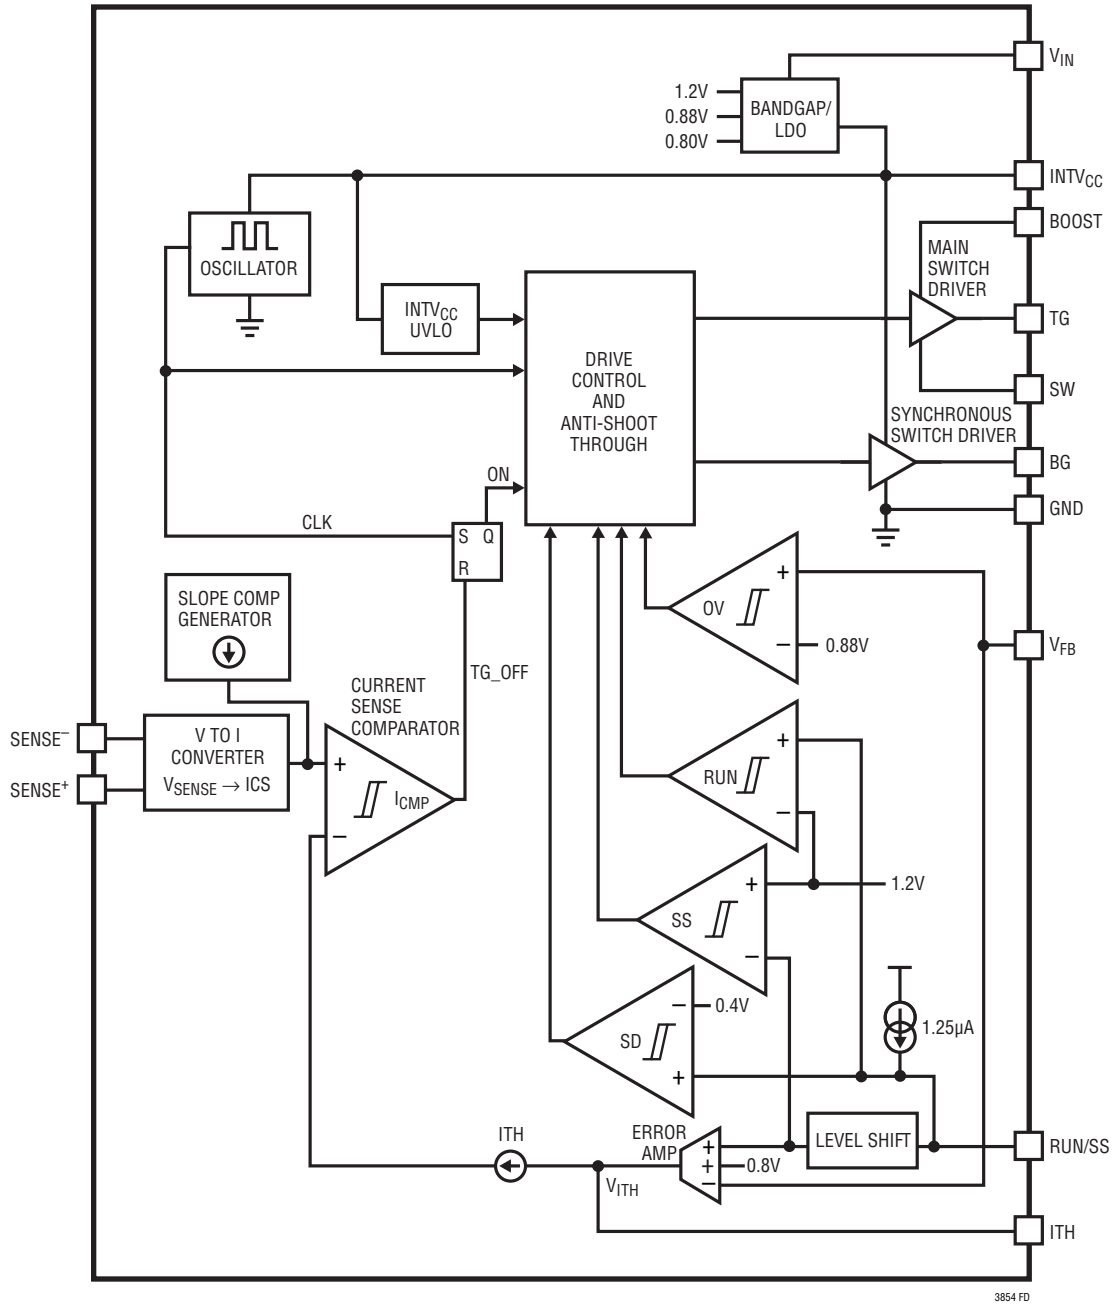 V_IN
1.2V
0.88V
0.80V
BANDGAP/
LDO
INTV_CC
BOOST
OSCILLATOR
MAIN
SWITCH
DRIVER
INTV_CC
UVLO
TG
DRIVE
CONTROL
AND
ANTI-SHOOT
THROUGH
SW
SYNCHRONOUS
SWITCH DRIVER
BG
ON
GND
CLK
S Q
R
SLOPE COMP
GENERATOR
+
OV
− 0.88V
V_FB
TG_OFF
CURRENT
SENSE
COMPARATOR
SENSE−
SENSE+
V TO I
CONVERTER
V_SENSE → ICS
+
I_CMP
−
+
RUN
−
+
1.2V
SS
−
− 0.4V
SD
+
1.25µA
ITH
ERROR
AMP
+
+ 0.8V
−
LEVEL SHIFT
RUN/SS
V_ITH
ITH
3854 FD